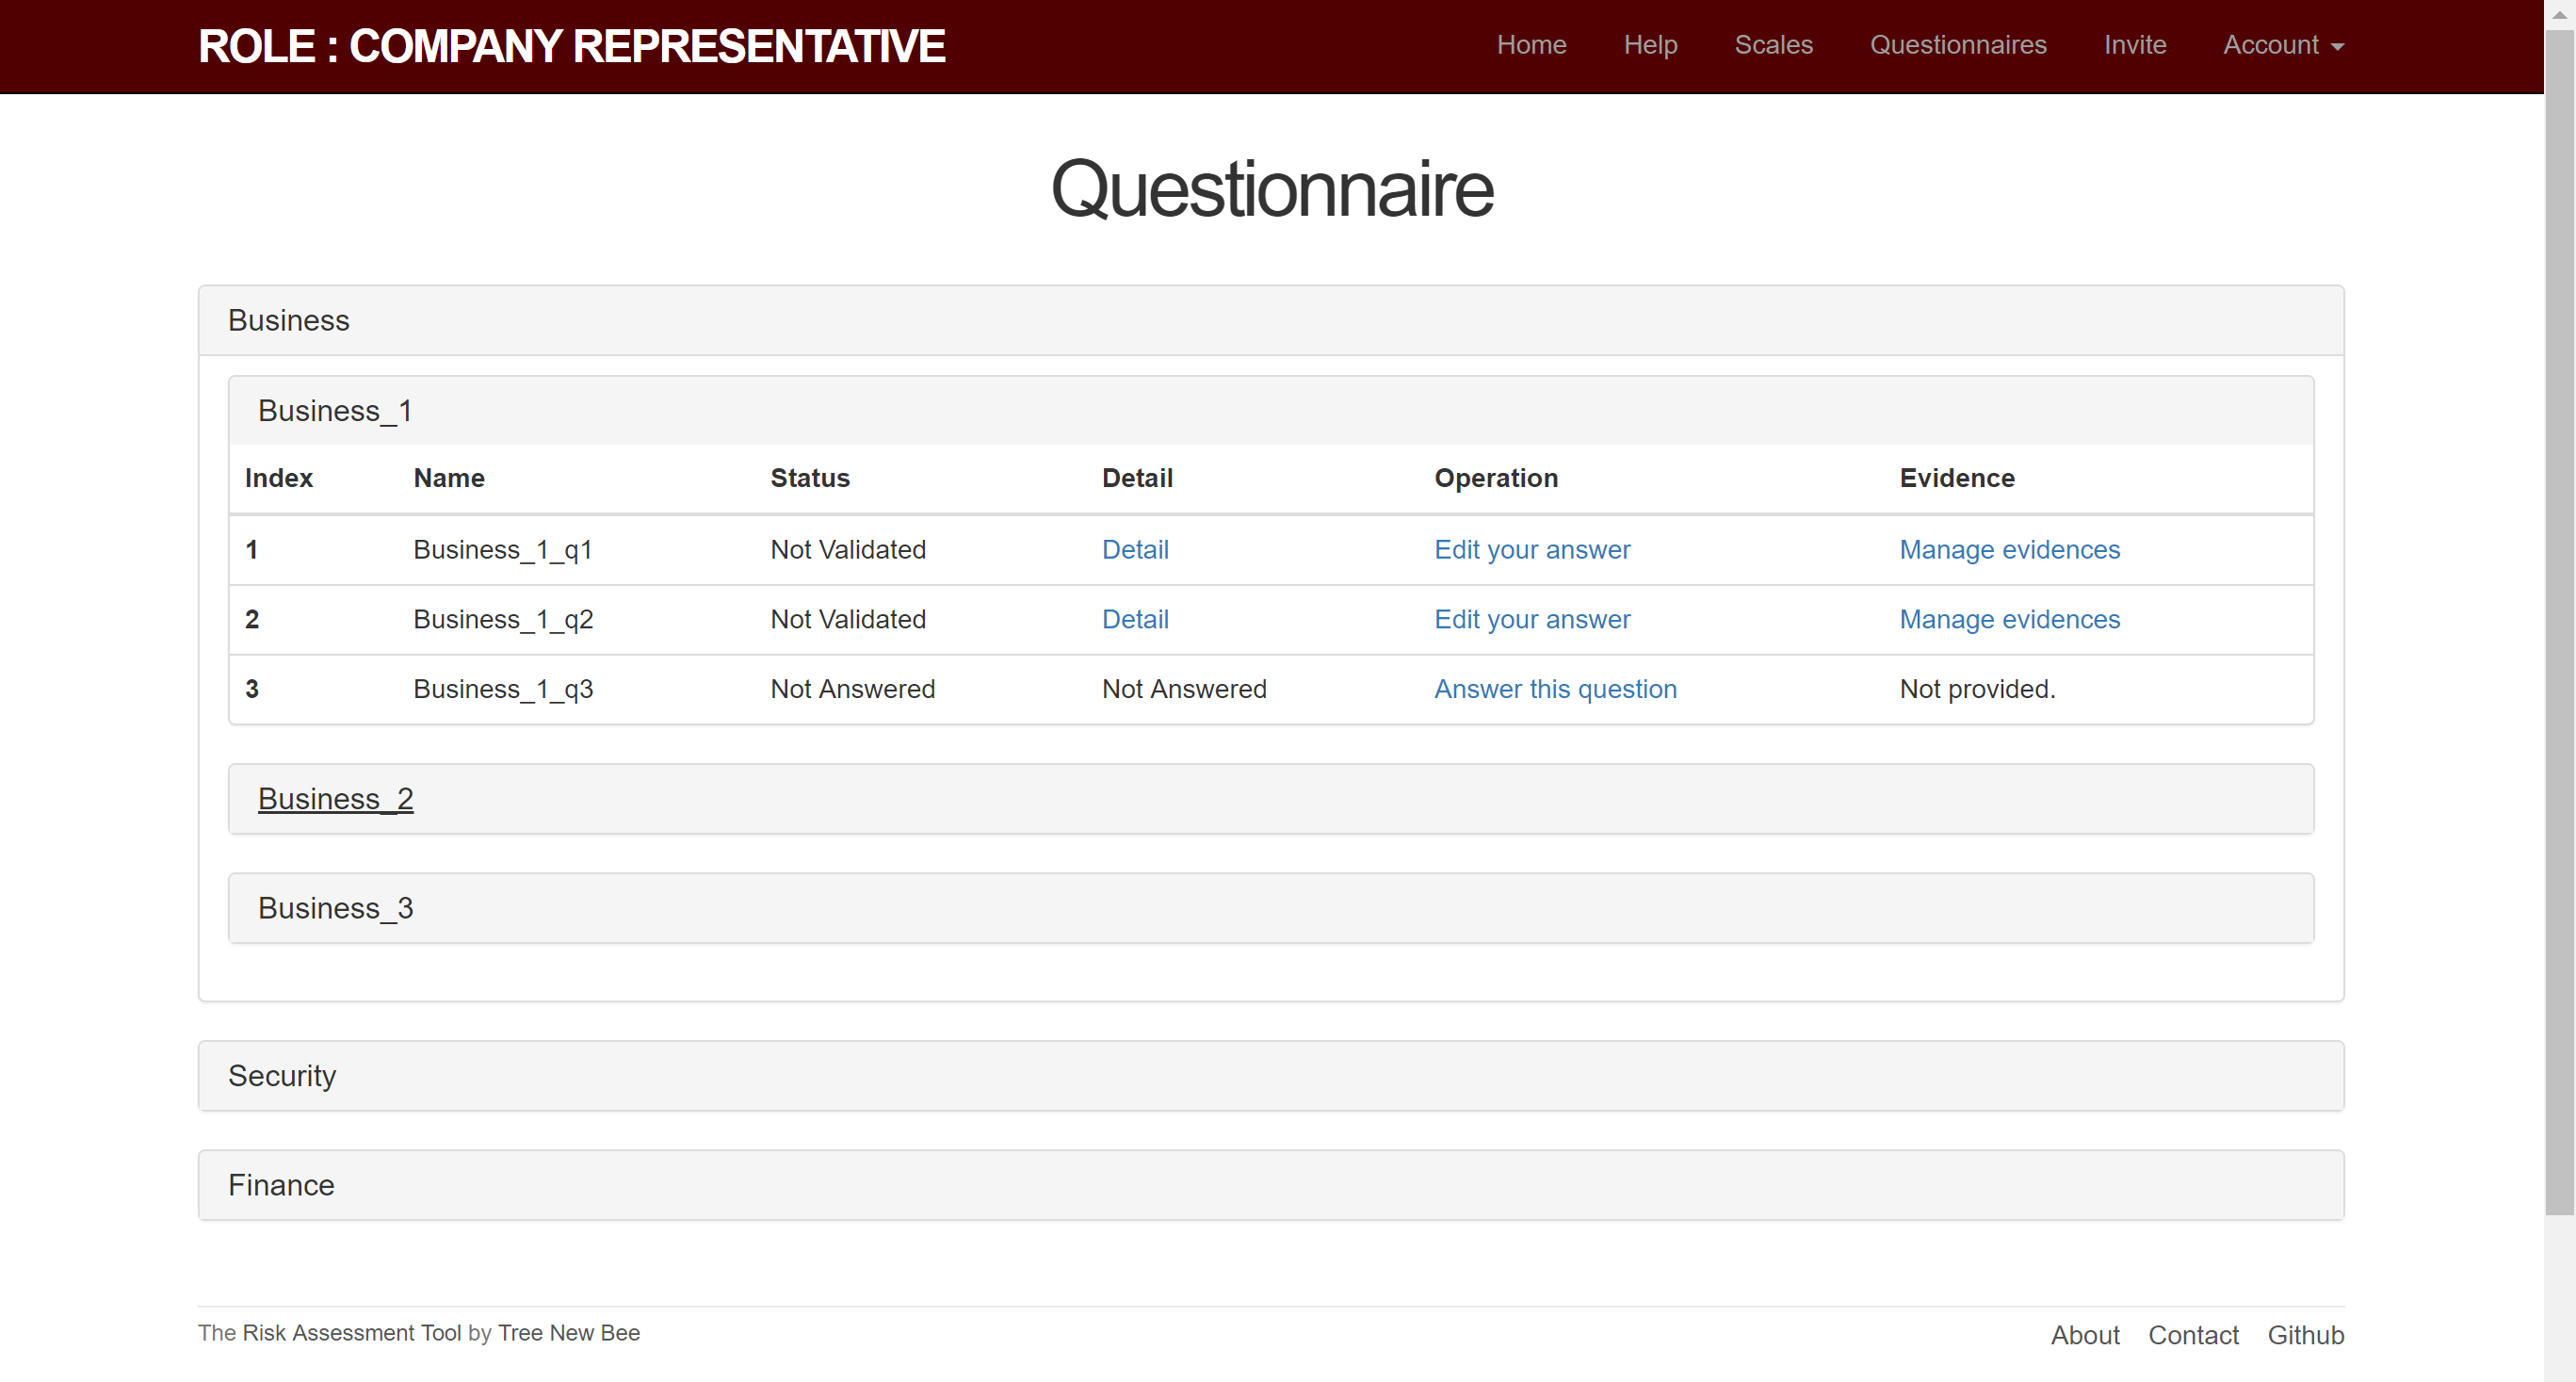 ROLE : COMPANY REPRESENTATIVE Home Help Scales Questionnaires Invite Account
Questionnaire
Business
Business_1
Index Name Status Detail Operation Evidence
1 Business_1_q1 Not Validated Detail Edit your answer Manage evidences
2 Business_1_q2 Not Validated Detail Edit your answer Manage evidences
3 Business_1_q3 Not Answered Not Answered Answer this question Not provided.
Business_2
Business_3
Security
Finance
The Risk Assessment Tool by Tree New Bee About Contact Github